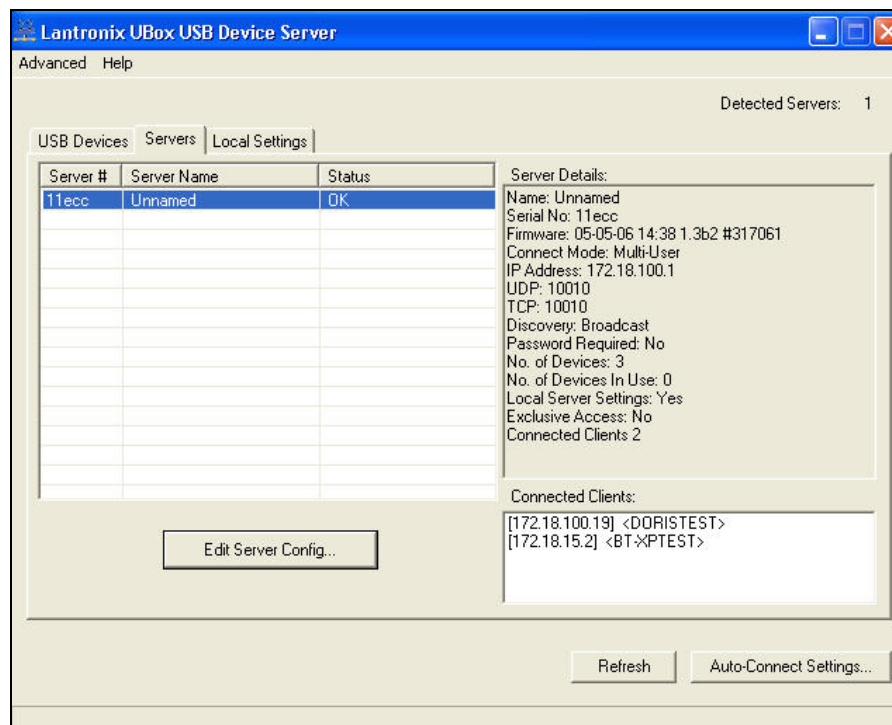 Lantronix UBox USB Device Server
Advanced Help
Detected Servers: 1
USB Devices Servers Local Settings
Server # Server Name Status
11ecc Unnamed OK
Server Details:
Name: Unnamed
Serial No: 11ecc
Firmware: 05-05-06 14:38 1.3b2 #317061
Connect Mode: Multi-User
IP Address: 172.18.100.1
UDP: 10010
TCP: 10010
Discovery: Broadcast
Password Required: No
No. of Devices: 3
No. of Devices In Use: 0
Local Server Settings: Yes
Exclusive Access: No
Connected Clients 2
Connected Clients:
[172.18.100.19] <DORISTEST>
[172.18.15.2] <BT-XPTEST>
Edit Server Config...
Refresh Auto-Connect Settings...